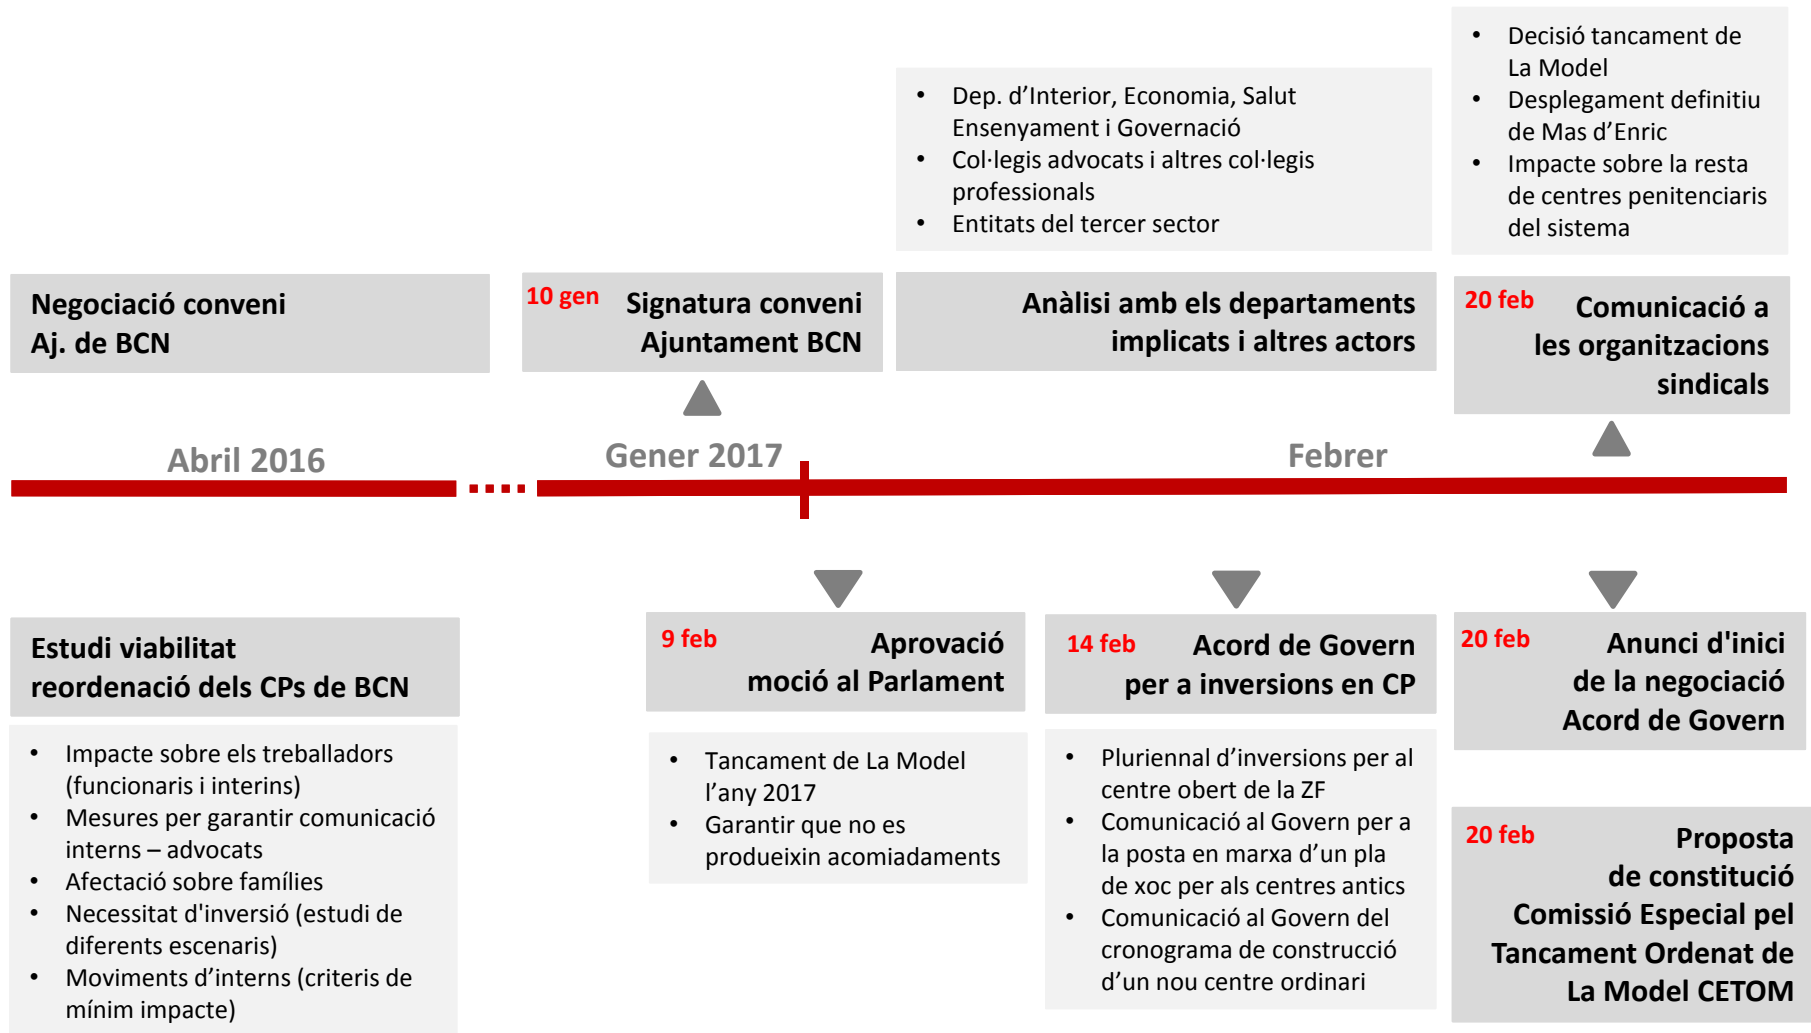 • Decisió tancament de
La Model
• Desplegament definitiu
de Mas d’Enric
• Impacte sobre la resta
de centres penitenciaris
del sistema
• Dep. d’Interior, Economia, Salut
Ensenyament i Governació
• Col·legis advocats i altres col·legis
professionals
• Entitats del tercer sector
Negociació conveni
Aj. de BCN
10 gen Signatura conveni
Ajuntament BCN
Anàlisi amb els departaments
implicats i altres actors
20 feb Comunicació a
les organitzacions
sindicals
Abril 2016
Gener 2017
Febrer
Estudi viabilitat
reordenació dels CPs de BCN
• Impacte sobre els treballadors
(funcionaris i interins)
• Mesures per garantir comunicació
interns – advocats
• Afectació sobre famílies
• Necessitat d'inversió (estudi de
diferents escenaris)
• Moviments d’interns (criteris de
mínim impacte)
9 feb Aprovació
moció al Parlament
• Tancament de La Model
l’any 2017
• Garantir que no es
produeixin acomiadaments
14 feb Acord de Govern
per a inversions en CP
• Pluriennal d’inversions per al
centre obert de la ZF
• Comunicació al Govern per a
la posta en marxa d’un pla
de xoc per als centres antics
• Comunicació al Govern del
cronograma de construcció
d’un nou centre ordinari
20 feb Anunci d'inici
de la negociació
Acord de Govern
20 feb Proposta
de constitució
Comissió Especial pel
Tancament Ordenat de
La Model CETOM